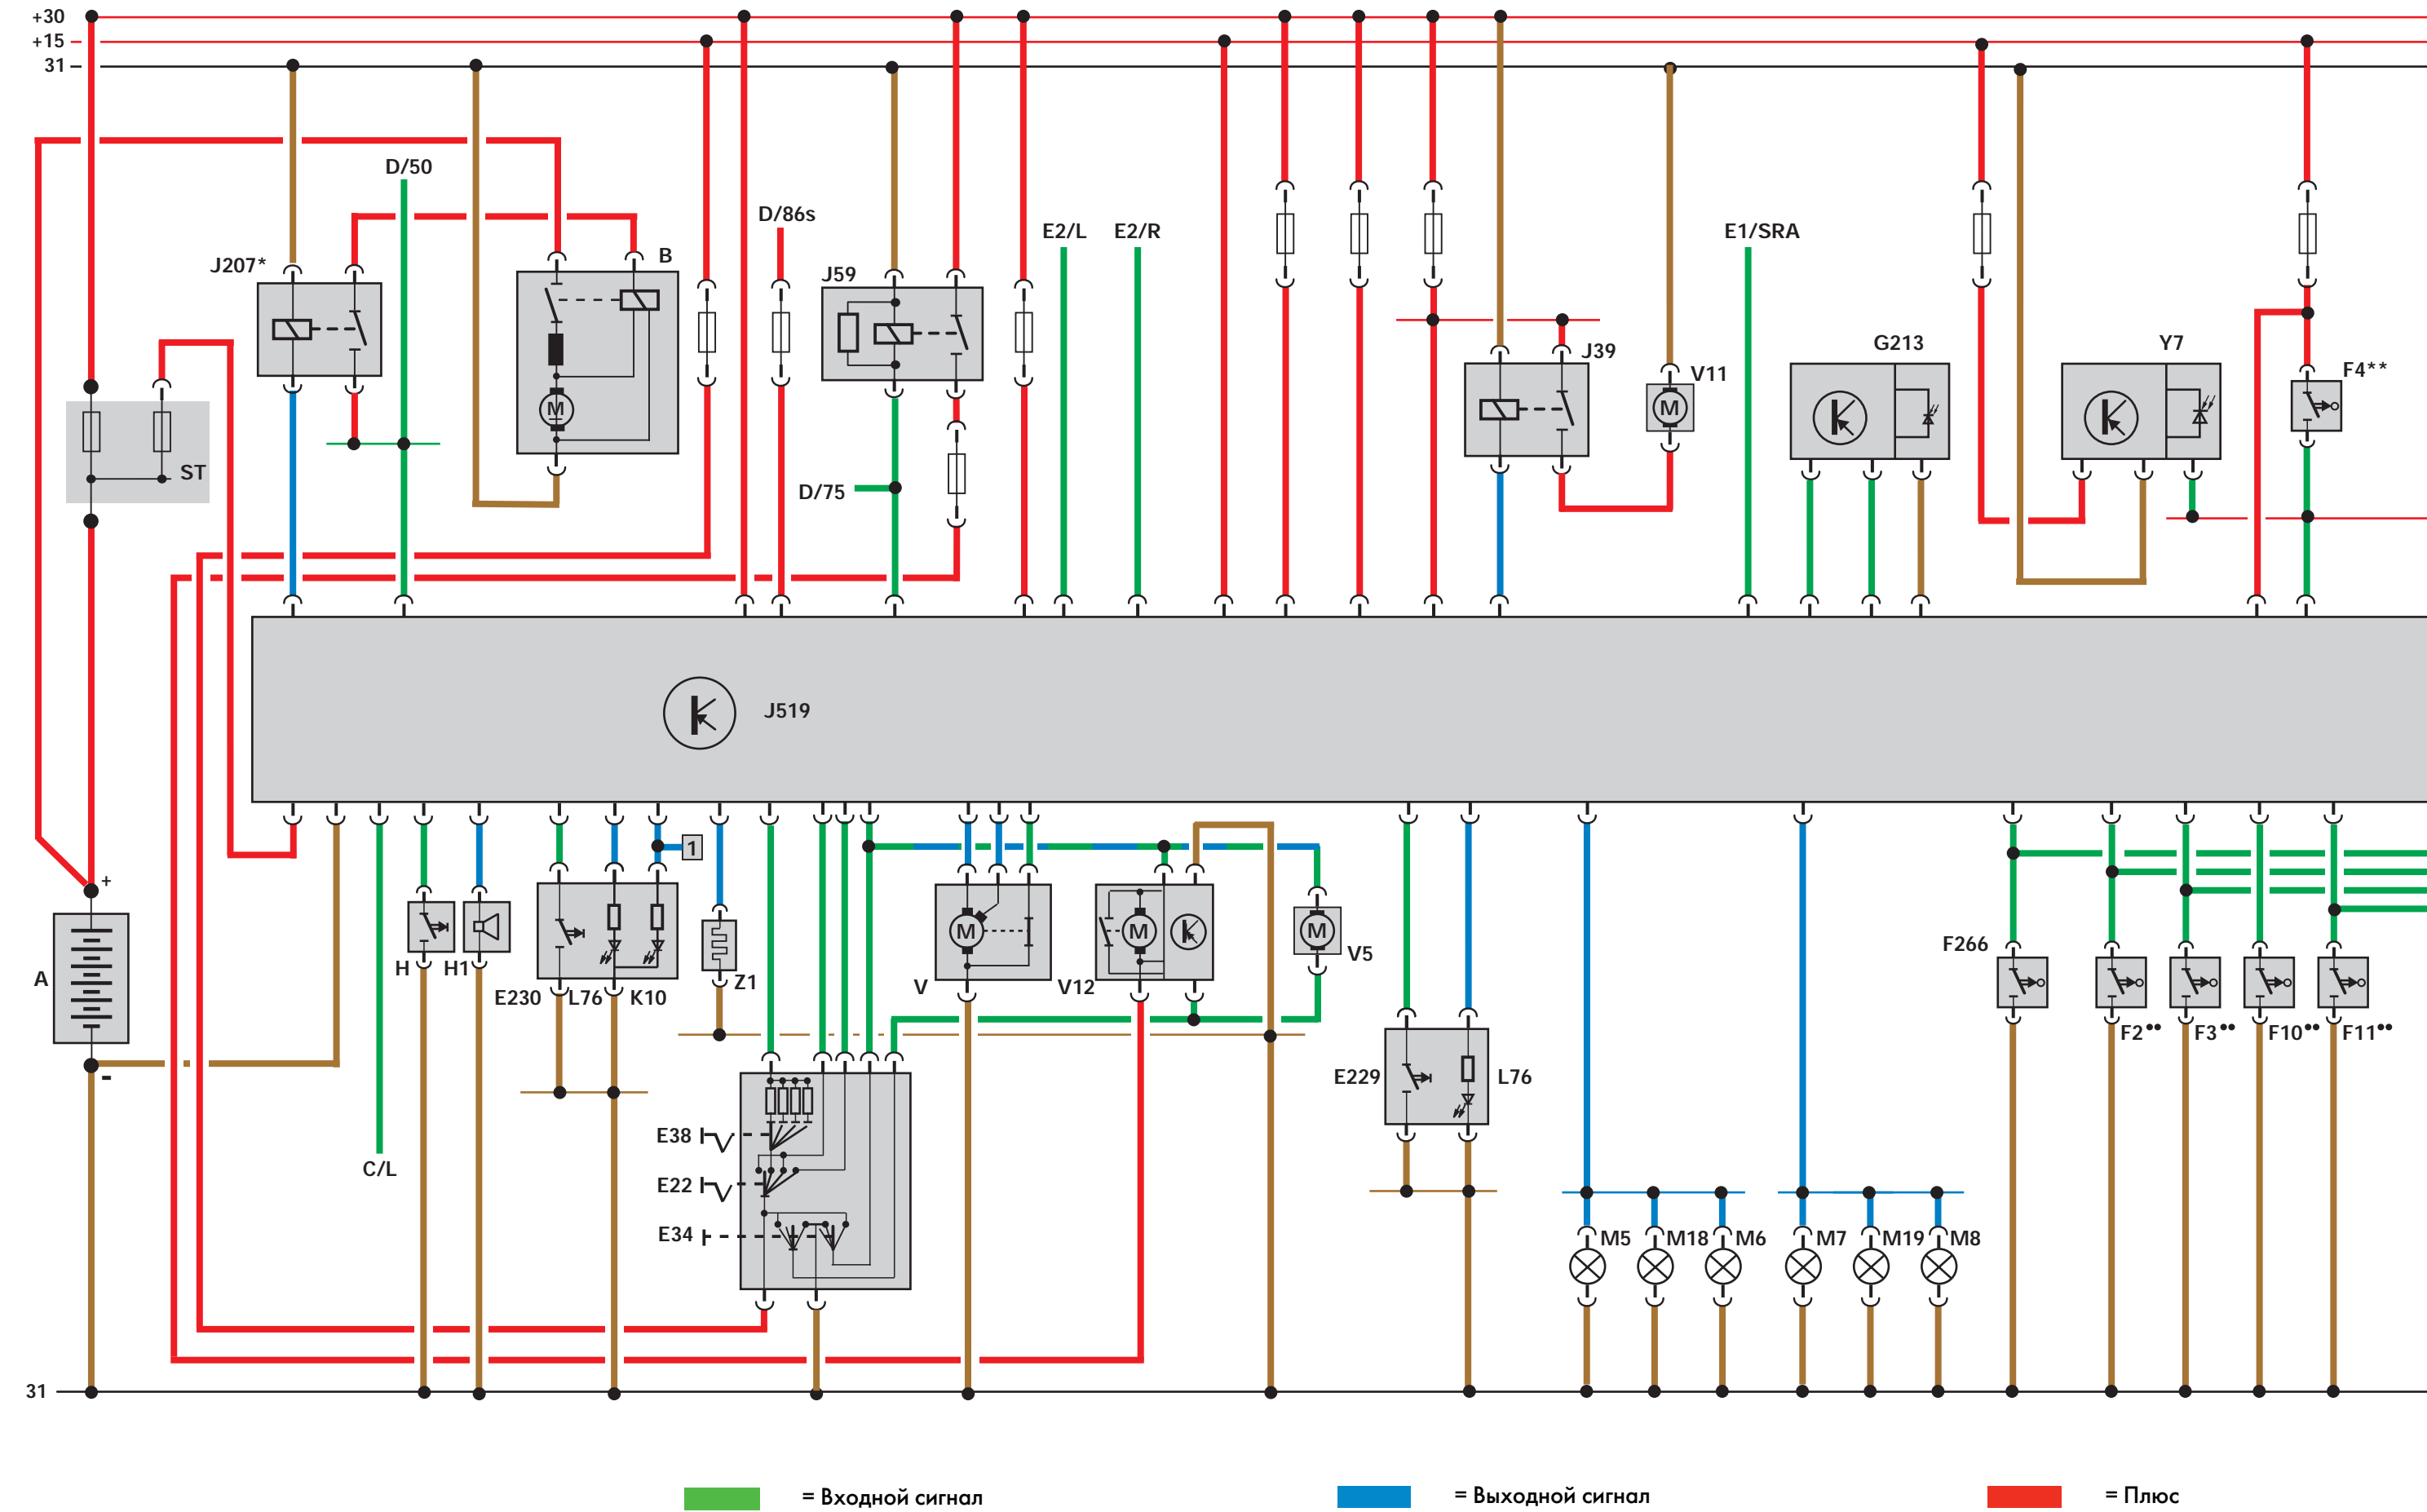 +30
+15
31
D/50
D/86s
J207*
B
J59
E2/L
E2/R
E1/SRA
J39
V11
G213
Y7
F4**
M
M
ST
D/75
J519
1
+
A
-
H
H1
E230
L76
K10
Z1
M
V
M
V12
M
V5
F266
F2••
F3••
F10••
F11••
E229
L76
C/L
E38
E22
E34
M5
M18
M6
M7
M19
M8
31
= Входной сигнал
= Выходной сигнал
= Плюс